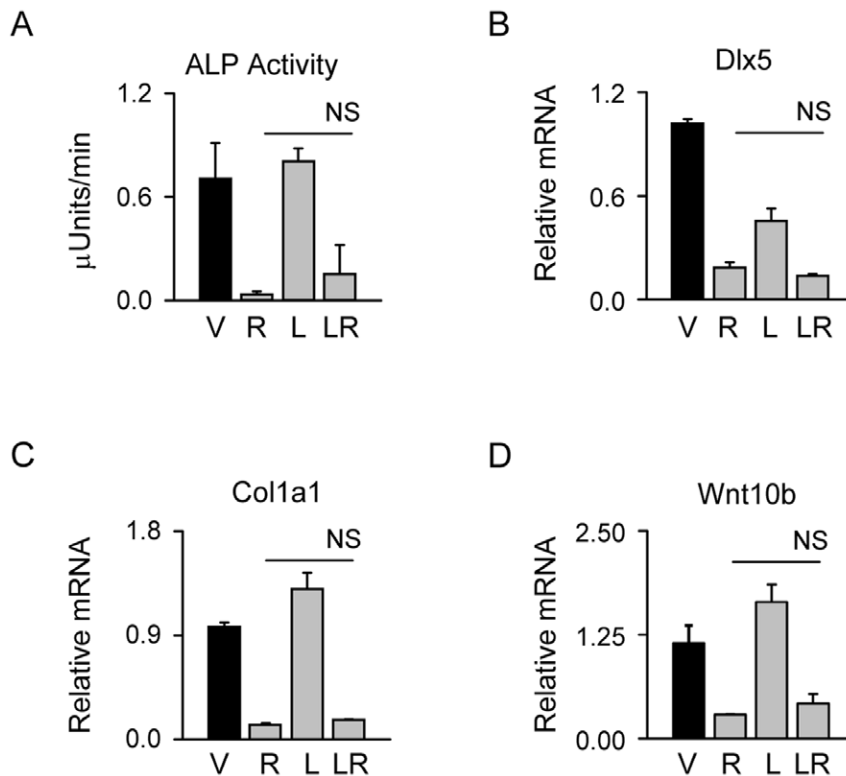 A
ALP Activity
μUnits/min
1.2
0.6
0.0
NS
V R L LR
B
Dlx5
Relative mRNA
1.2
0.6
0.0
NS
V R L LR
C
Col1a1
Relative mRNA
1.8
0.9
0.0
NS
V R L LR
D
Wnt10b
Relative mRNA
2.50
1.25
0.00
NS
V R L LR